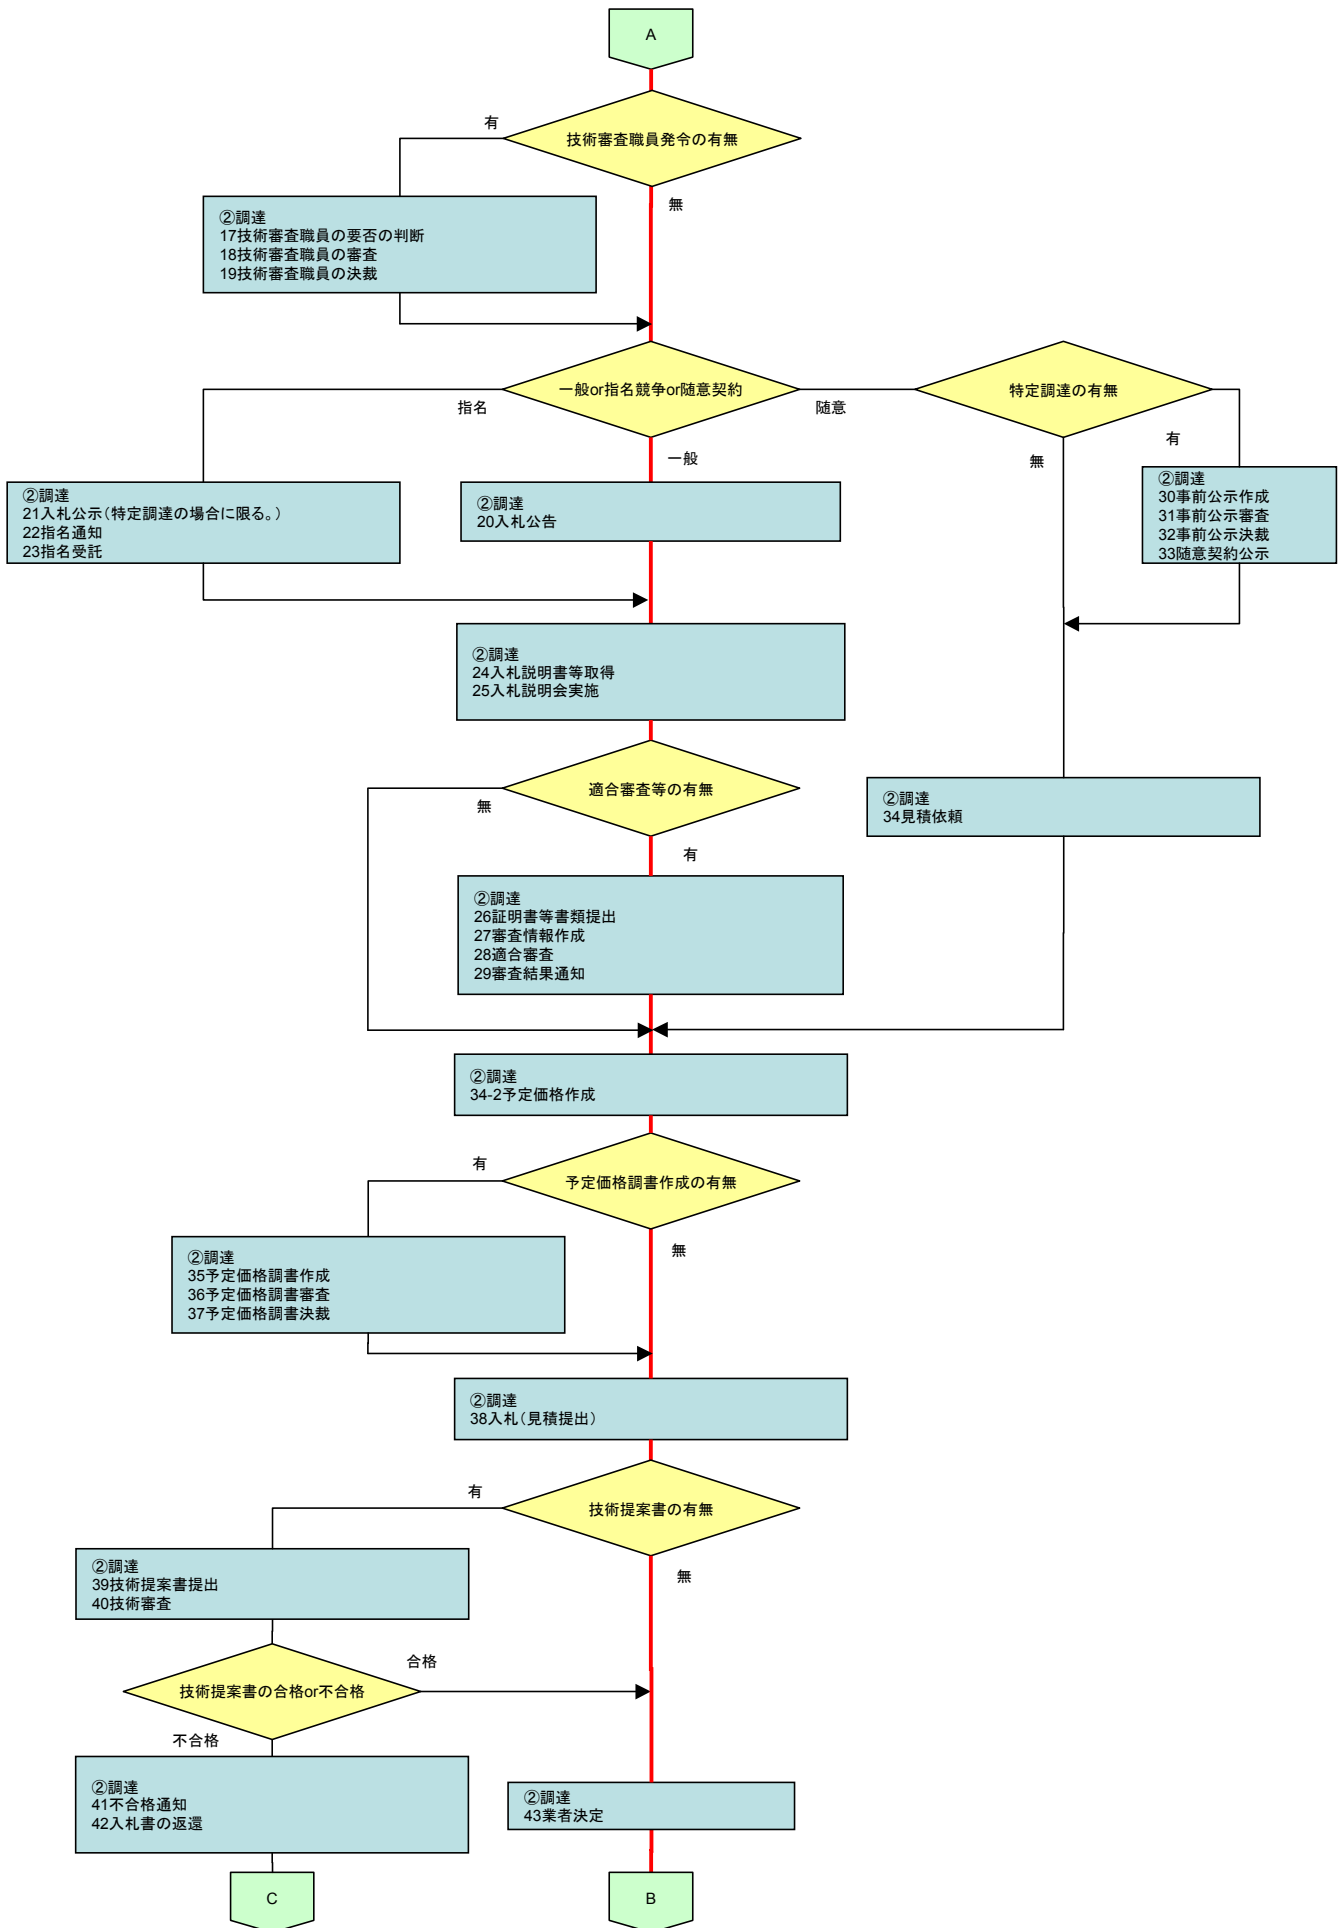 A
技術審査職員発令の有無
有
無
②調達
17技術審査職員の要否の判断
18技術審査職員の審査
19技術審査職員の決裁
一般or指名競争or随意契約
特定調達の有無
指名
随意
一般
無
有
②調達
21入札公示（特定調達の場合に限る。）
22指名通知
23指名受託
②調達
20入札公告
②調達
30事前公示作成
31事前公示審査
32事前公示決裁
33随意契約公示
②調達
24入札説明書等取得
25入札説明会実施
適合審査等の有無
無
有
②調達
34見積依頼
②調達
26証明書等書類提出
27審査情報作成
28適合審査
29審査結果通知
②調達
34-2予定価格作成
予定価格調書作成の有無
有
無
②調達
35予定価格調書作成
36予定価格調書審査
37予定価格調書決裁
②調達
38入札（見積提出）
技術提案書の有無
有
無
②調達
39技術提案書提出
40技術審査
技術提案書の合格or不合格
合格
不合格
②調達
41不合格通知
42入札書の返還
②調達
43業者決定
C
B